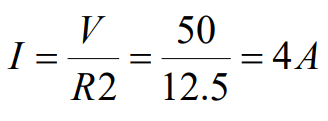 I = V/R2 = 50/12.5 = 4A